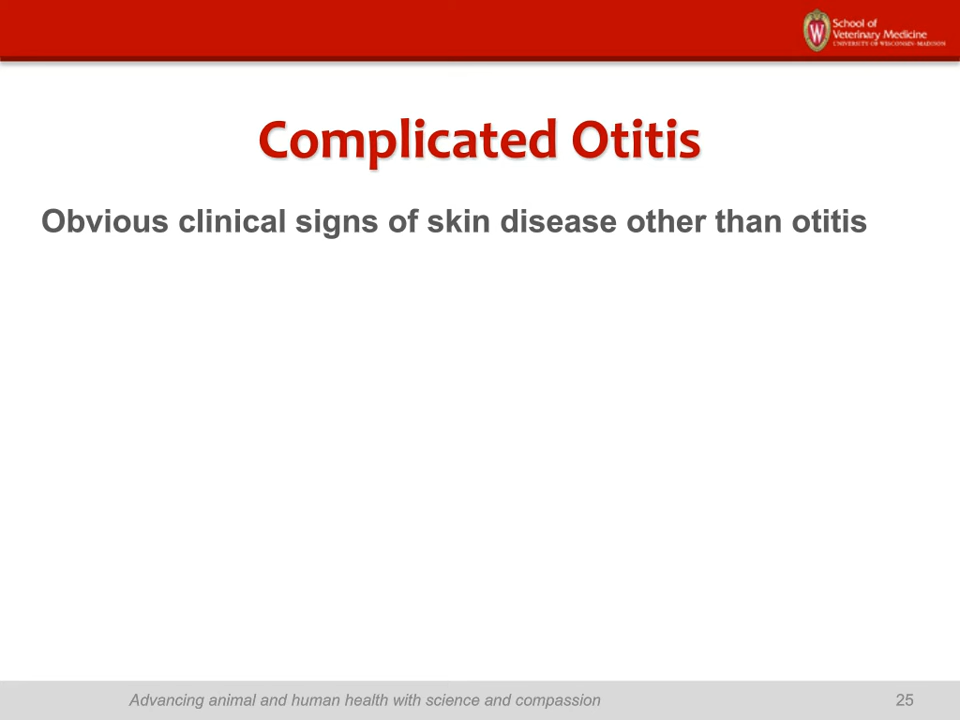 School of
Veterinary Medicine
UNIVERSITY OF WISCONSIN-MADISON
Complicated Otitis
Obvious clinical signs of skin disease other than otitis
Advancing animal and human health with science and compassion
25